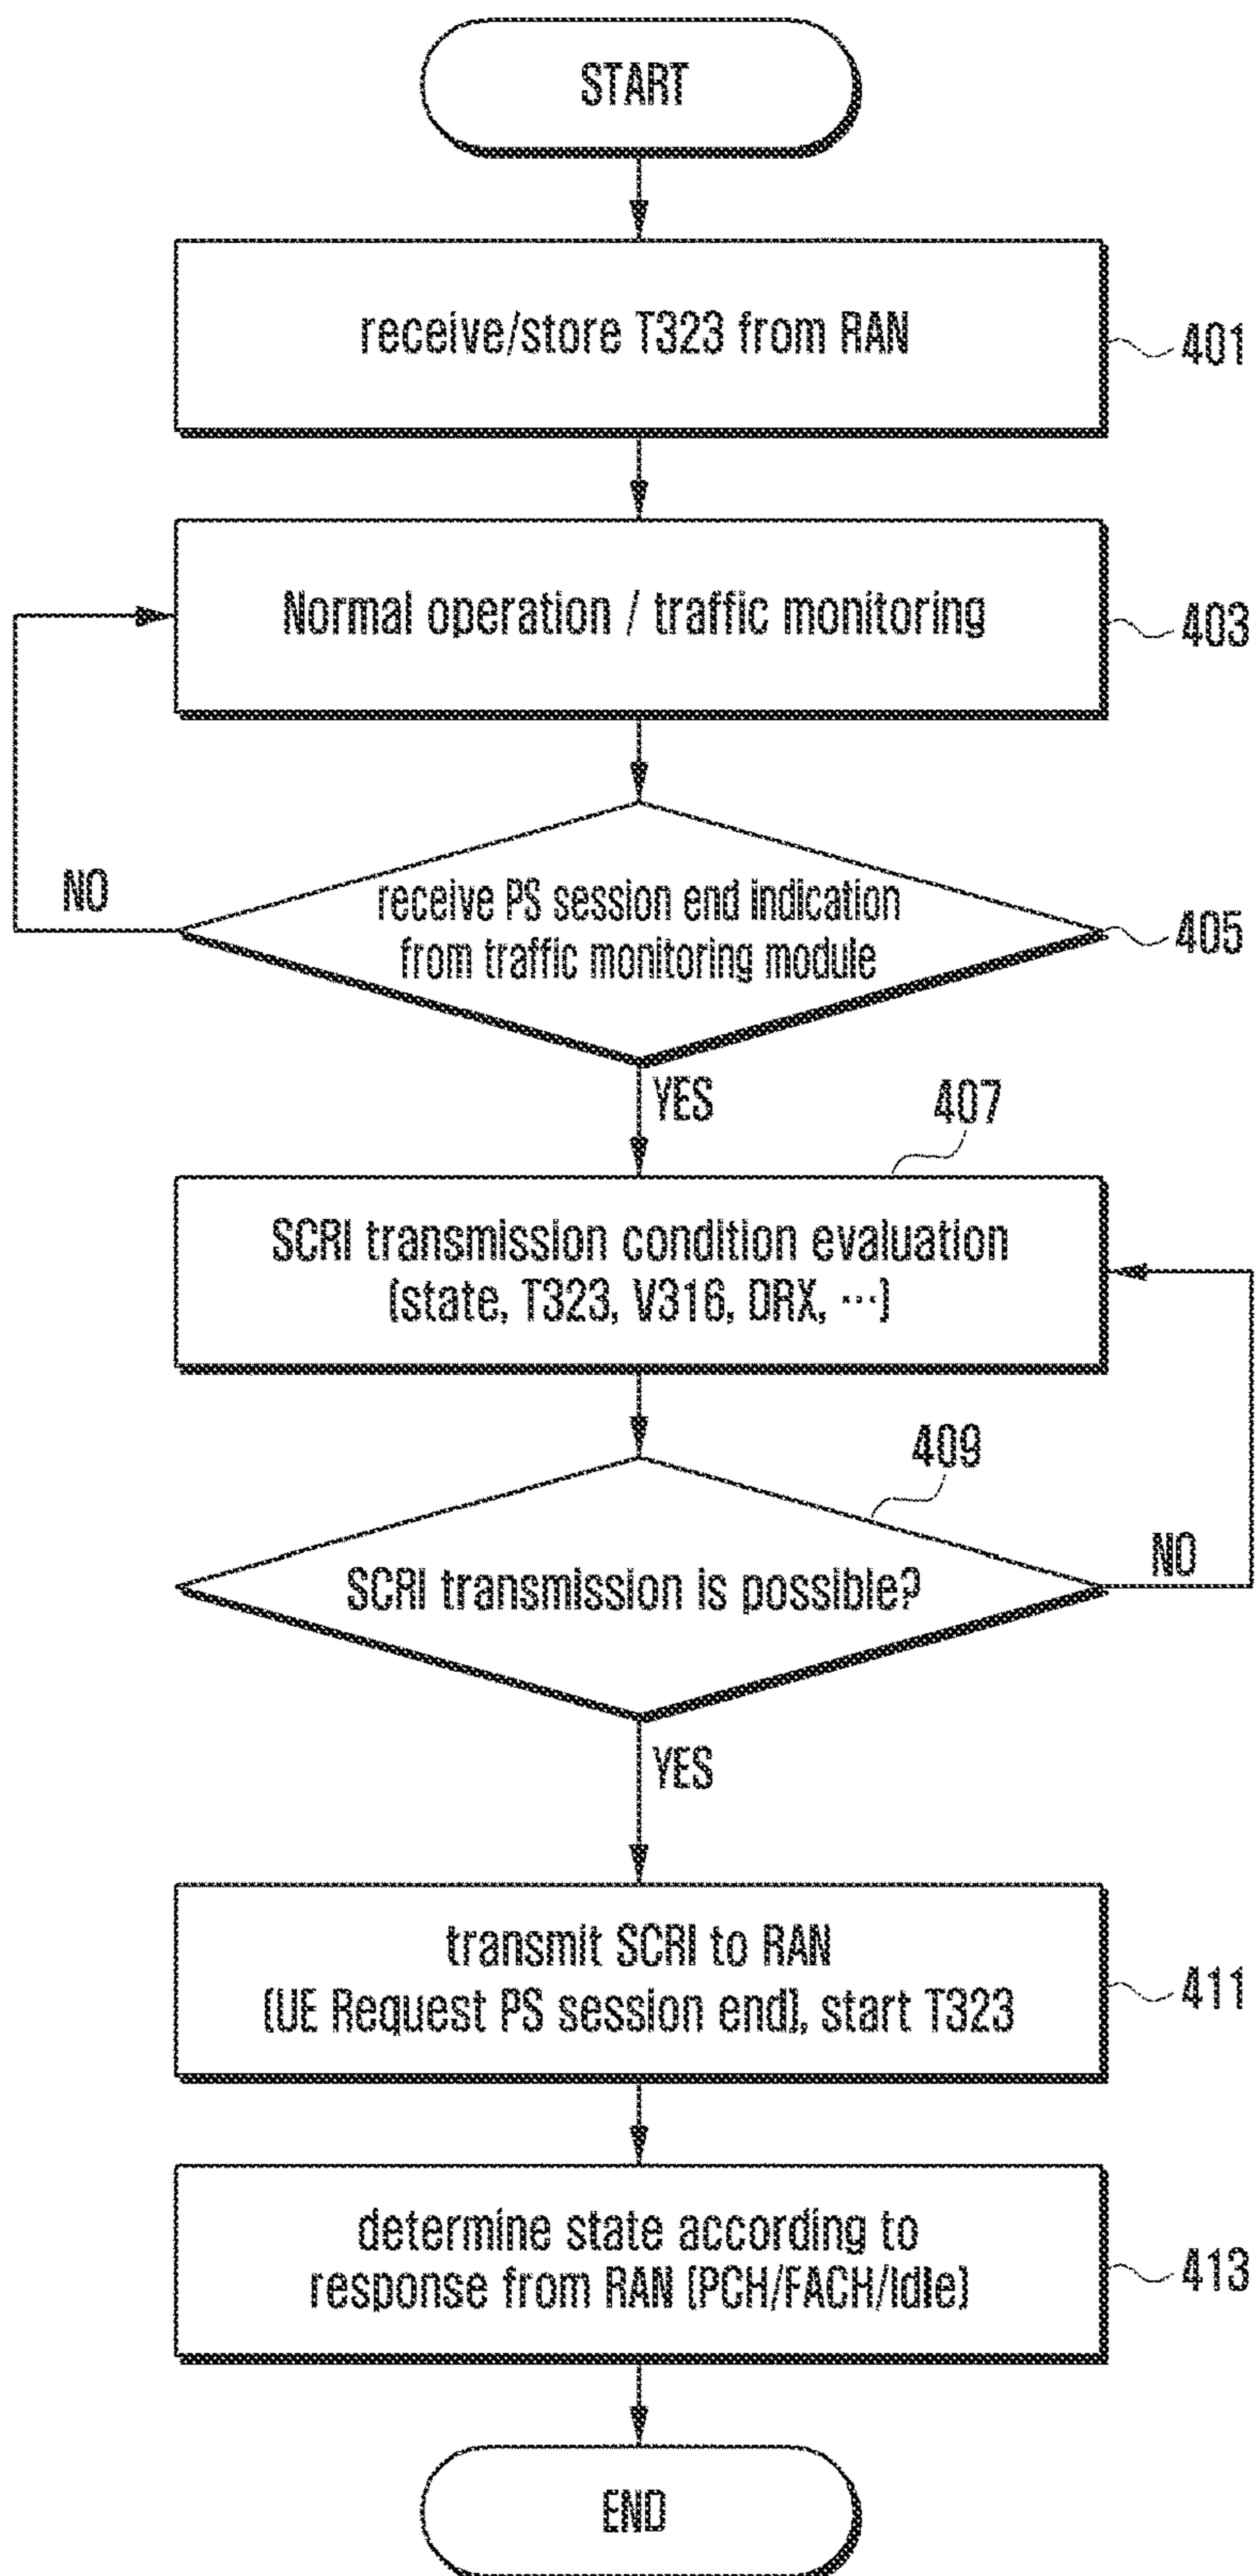 START
receive/store T323 from RAN
401
Normal operation / traffic monitoring
403
NO
receive PS session end indication
from traffic monitoring module
405
YES
407
SCRI transmission condition evaluation
(state, T323, V316, DRX, ···)
409
SCRI transmission is possible?
NO
YES
transmit SCRI to RAN
(UE Request PS session end), start T323
411
determine state according to
response from RAN (PCH/FACH/Idle)
413
END